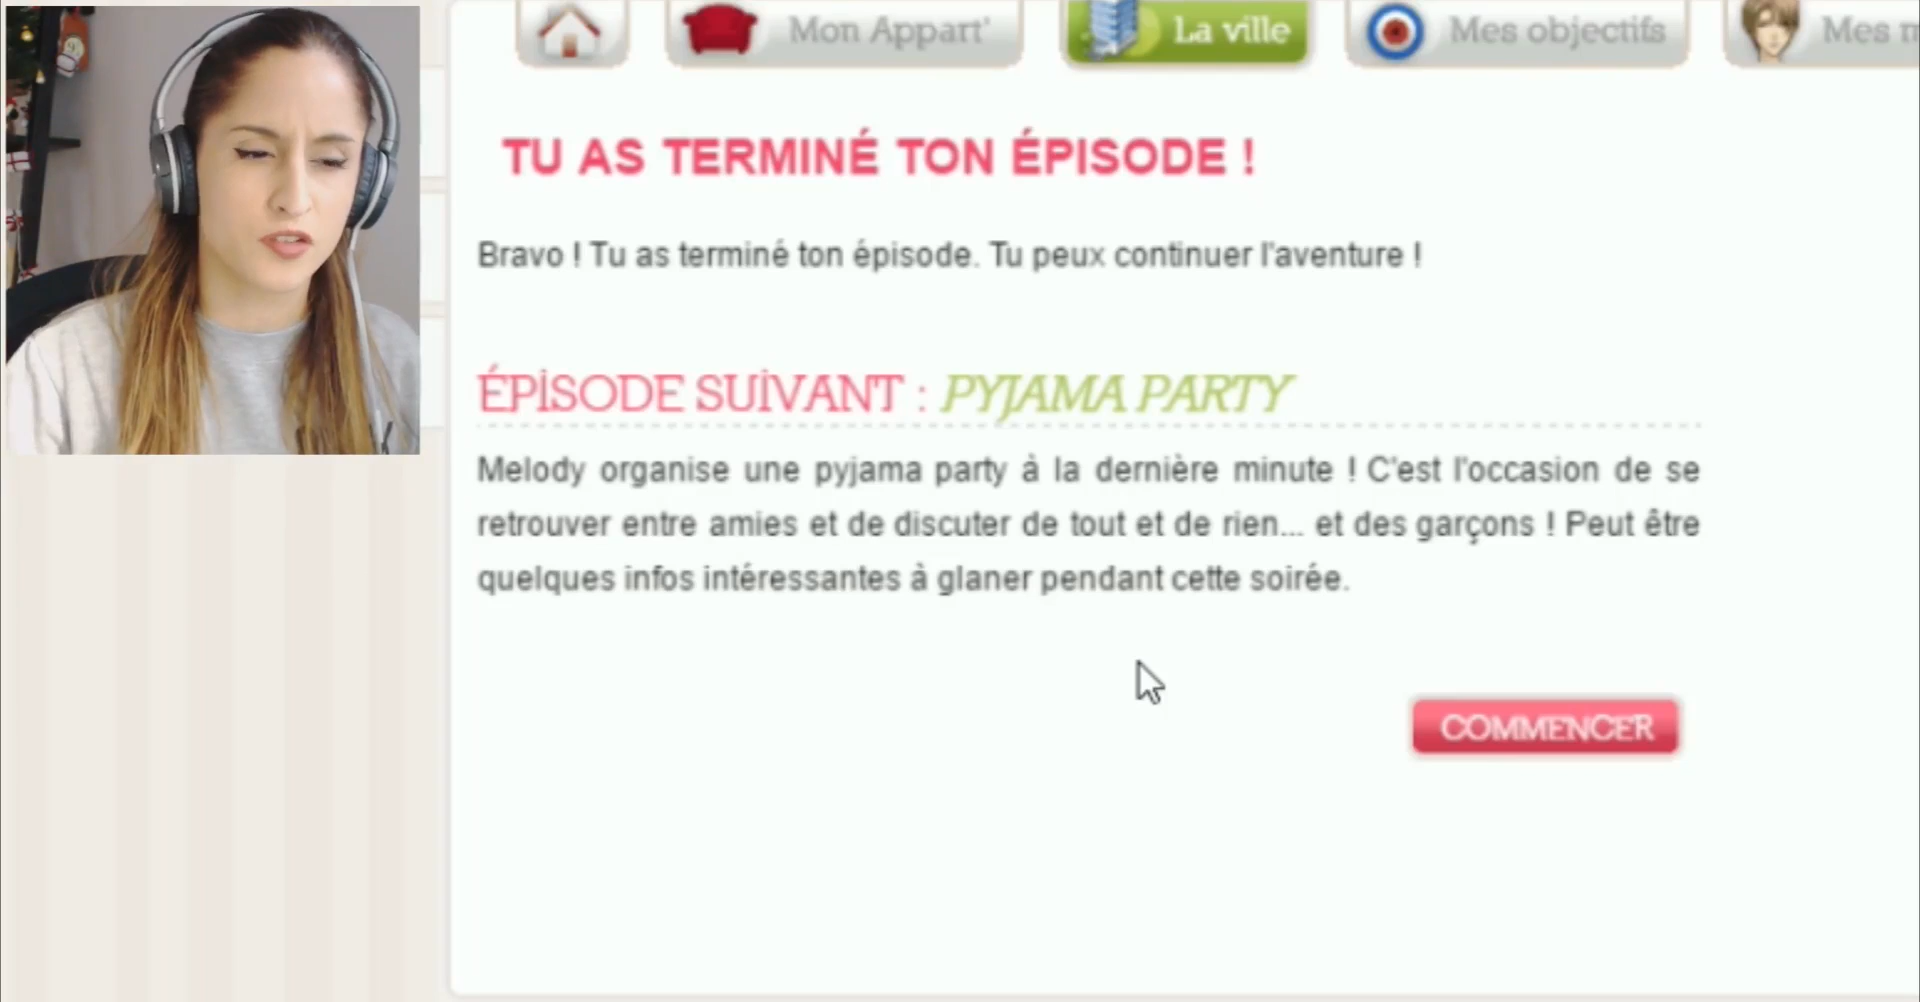 Mon Appart' La ville Mes objectifs Mes
TU AS TERMINÉ TON ÉPISODE !
Bravo ! Tu as terminé ton épisode. Tu peux continuer l'aventure !
ÉPISODE SUIVANT : PYJAMA PARTY
Melody organise une pyjama party à la dernière minute ! C'est l'occasion de se
retrouver entre amies et de discuter de tout et de rien... et des garçons ! Peut être
quelques infos intéressantes à glaner pendant cette soirée.
COMMENCER